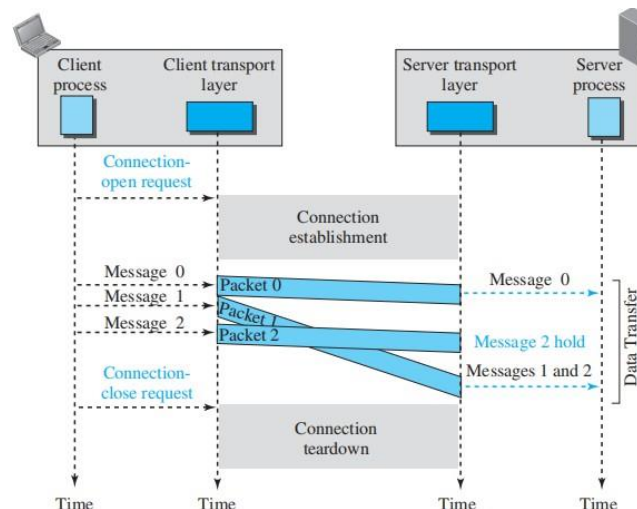 Client
process
Client transport
layer
Server transport
layer
Server
process
Connection-
open request
Connection
establishment
Message 0
Packet 0
Message 0
Message 1
Packet 1
Message 2
Packet 2
Message 2 hold
Messages 1 and 2
Data Transfer
Connection-
close request
Connection
teardown
Time
Time
Time
Time